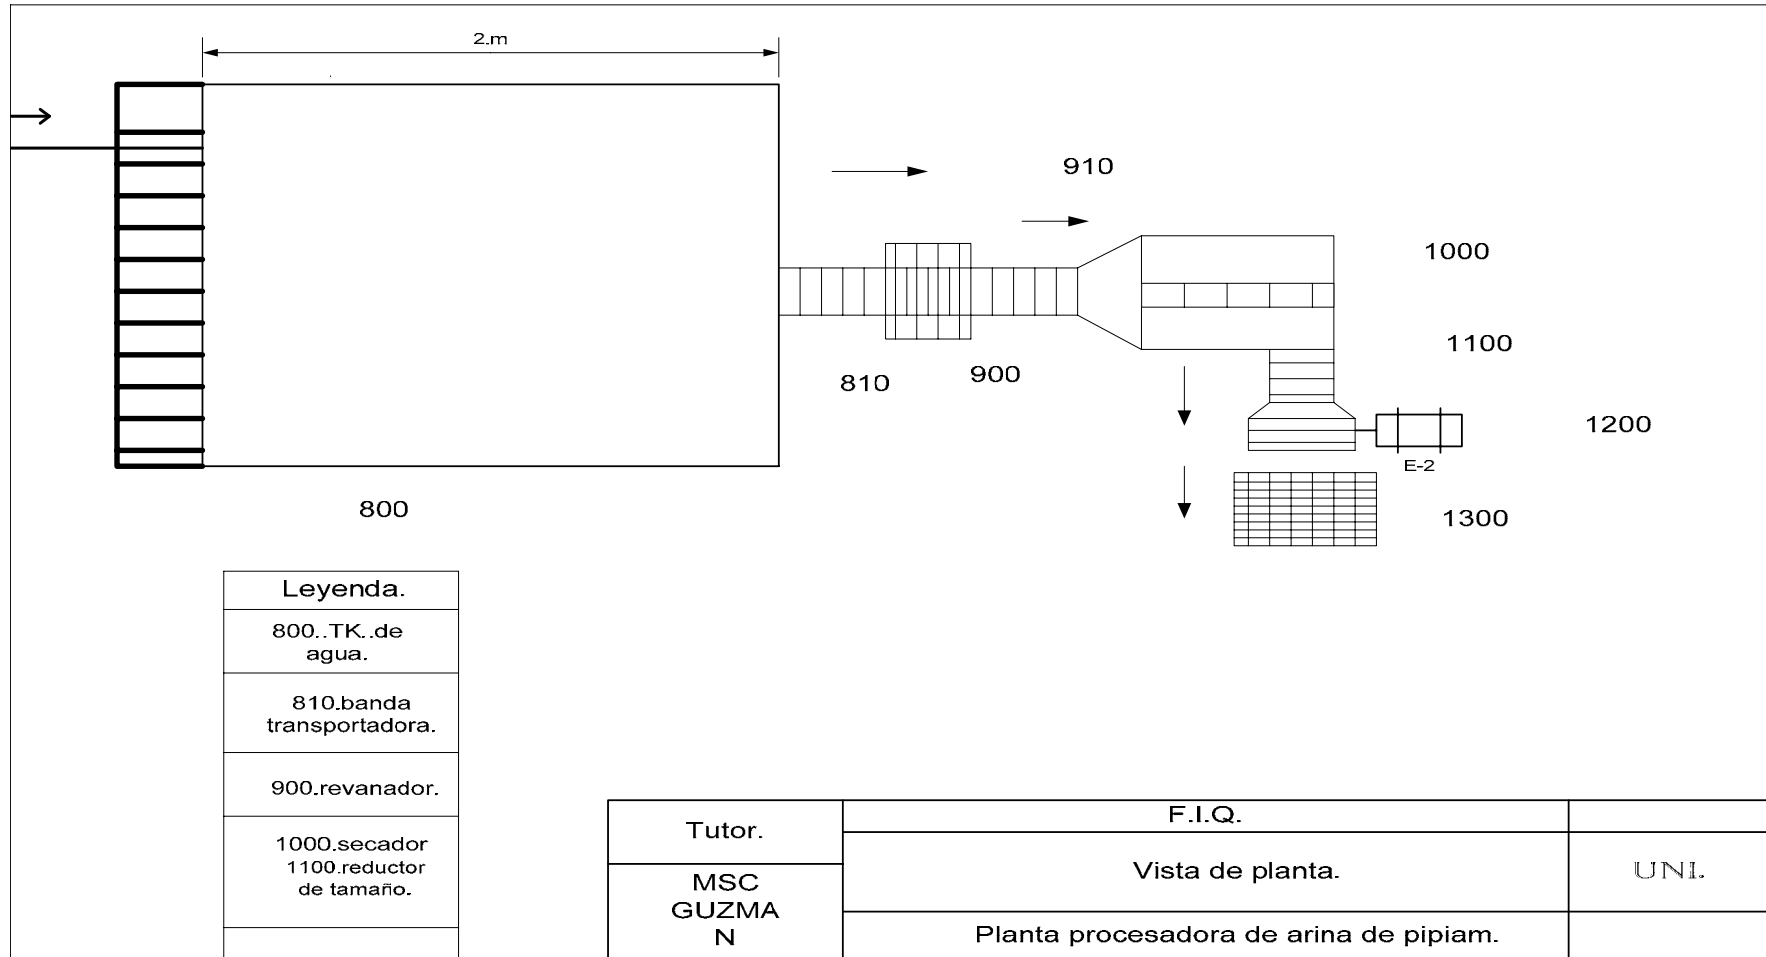 2.m
910
1000
1100
810
900
1200
E-2
800
1300
Leyenda.
800..TK..de
agua.
810.banda
transportadora.
900.revanador.
1000.secador
1100.reductor
de tamaño.
Tutor.
MSC
GUZMA
N
F.I.Q.
Vista de planta.
UNI.
Planta procesadora de arina de pipiam.